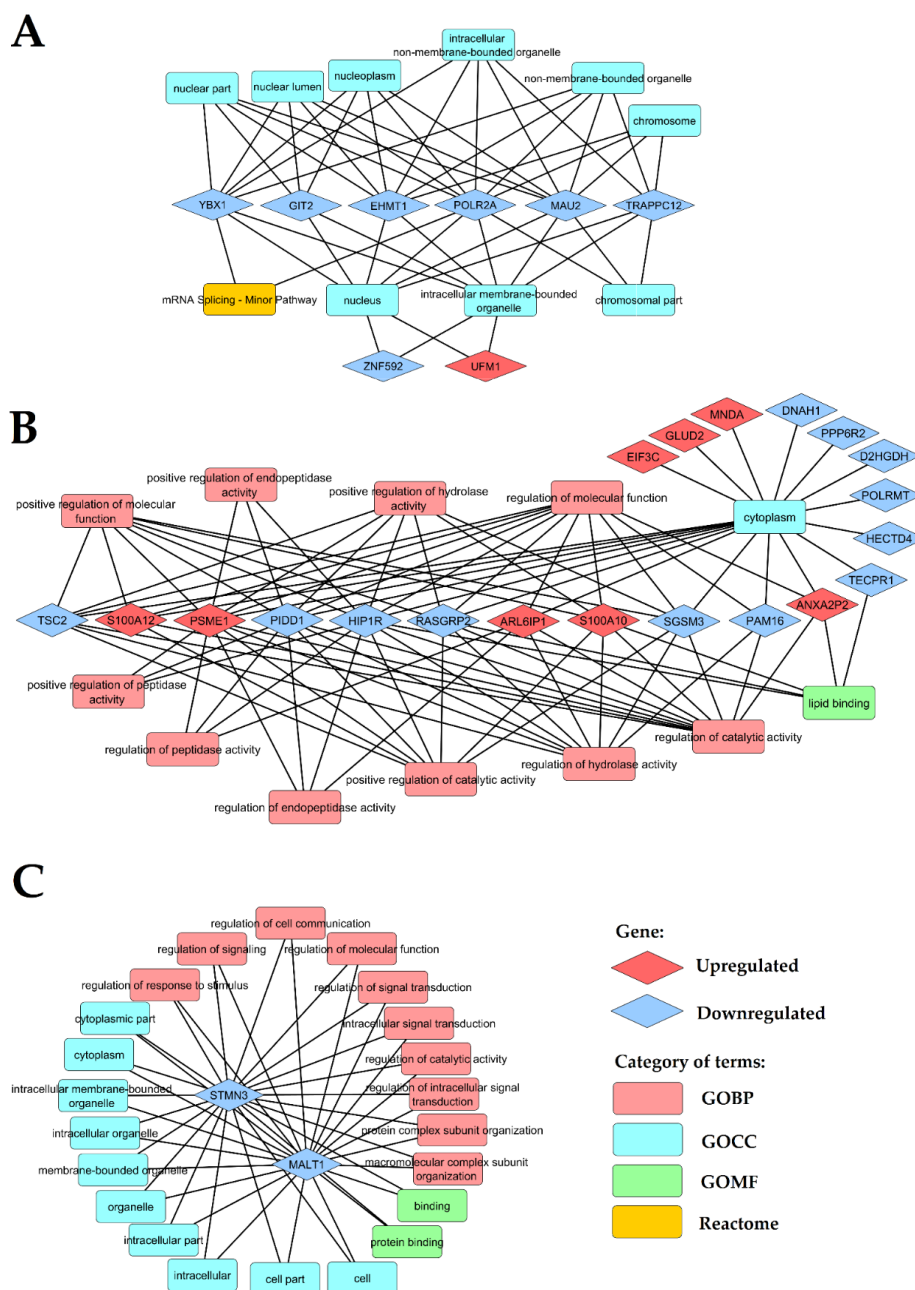 A
intracellular
non-membrane-bounded organelle
nucleoplasm
non-membrane-bounded organelle
nuclear lumen
nuclear part
chromosome
YBX1
GIT2
EHMT1
POLR2A
MAU2
TRAPPC12
mRNA Splicing - Minor Pathway
nucleus
intracellular membrane-bounded
organelle
chromosomal part
ZNF592
UFM1
B
MNDA
DNAH1
GLUD2
PPP6R2
EIF3C
D2HGDH
positive regulation of endopeptidase
activity
positive regulation of molecular
function
positive regulation of hydrolase
activity
regulation of molecular function
POLRMT
cytoplasm
HECTD4
TECPR1
ANXA2P2
TSC2
S100A12
PSME1
PIDD1
HIP1R
RASGRP2
ARL6IP1
S100A10
SGSM3
PAM16
positive regulation of peptidase
activity
lipid binding
regulation of peptidase activity
regulation of catalytic activity
regulation of hydrolase activity
positive regulation of catalytic activity
regulation of endopeptidase activity
C
regulation of cell communication
regulation of signaling
regulation of molecular function
regulation of response to stimulus
regulation of signal transduction
cytoplasmic part
intracellular signal transduction
cytoplasm
regulation of catalytic activity
intracellular membrane-bounded
organelle
STMN3
regulation of intracellular signal
transduction
intracellular organelle
protein complex subunit organization
membrane-bounded organelle
MALT1
macromolecular complex subunit
organization
organelle
binding
intracellular part
protein binding
intracellular
cell part
cell
Gene:
Upregulated
Downregulated
Category of terms:
GOBP
GOCC
GOMF
Reactome